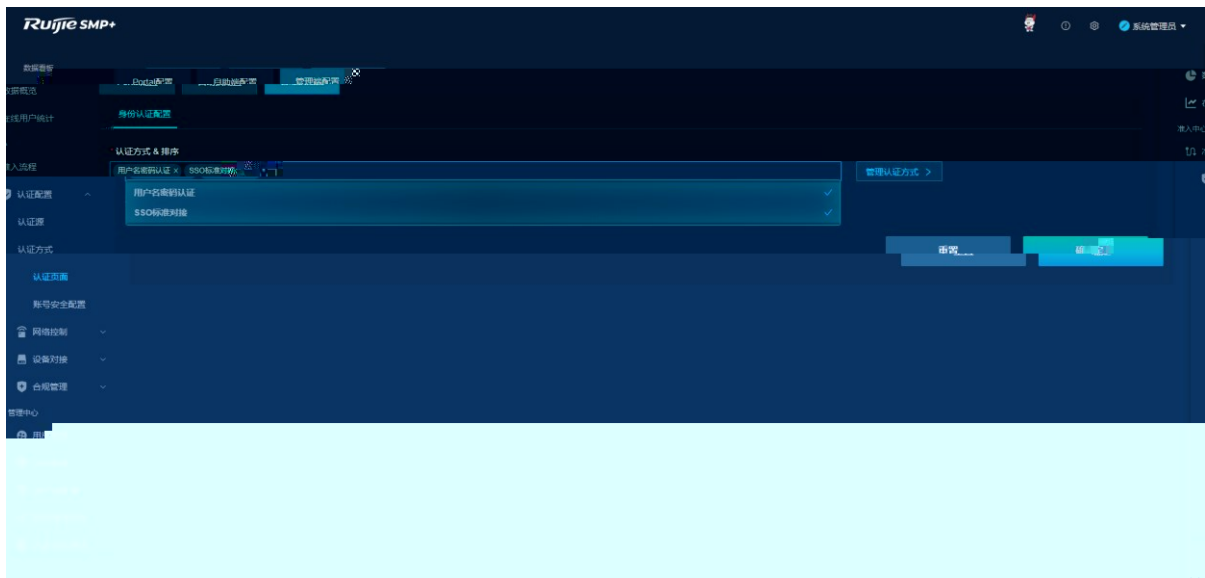 Ruijie SMP+
系统管理员
数据看板
Portal配置
自助端配置
管理端配置
数据概览
在线用户统计
身份认证配置
认证方式 & 排序
准入流程
用户名密码认证 ×
SSO标准对接
管理认证方式 >
认证配置
用户名密码认证
认证源
SSO标准对接
认证方式
重置
认证页面
账号安全配置
网络控制
设备对接
合规管理
管理中心